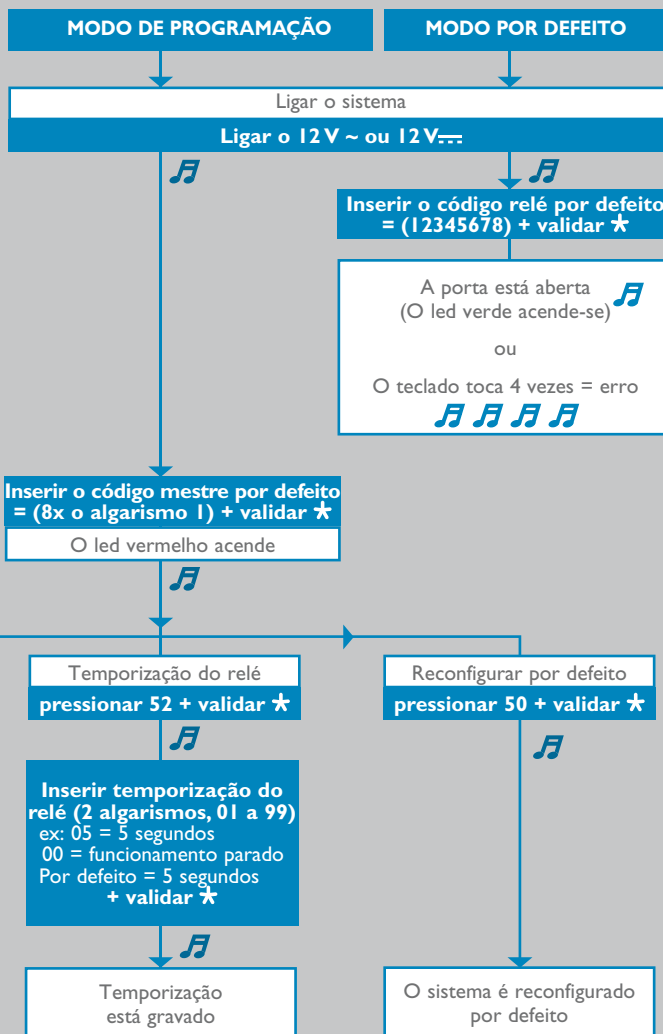 MODO DE PROGRAMAÇÃO
MODO POR DEFEITO
Ligar o sistema
Ligar o 12 V ~ ou 12 V⎓
Inserir o código relé por defeito
= (12345678) + validar *
A porta está aberta
(O led verde acende-se)
ou
O teclado toca 4 vezes = erro
Inserir o código mestre por defeito
= (8x o algarismo 1) + validar *
O led vermelho acende
Temporização do relé
pressionar 52 + validar *
Reconfigurar por defeito
pressionar 50 + validar *
Inserir temporização do
relé (2 algarismos, 01 a 99)
ex: 05 = 5 segundos
00 = funcionamento parado
Por defeito = 5 segundos
+ validar *
Temporização
está gravado
O sistema é reconfigurado
por defeito